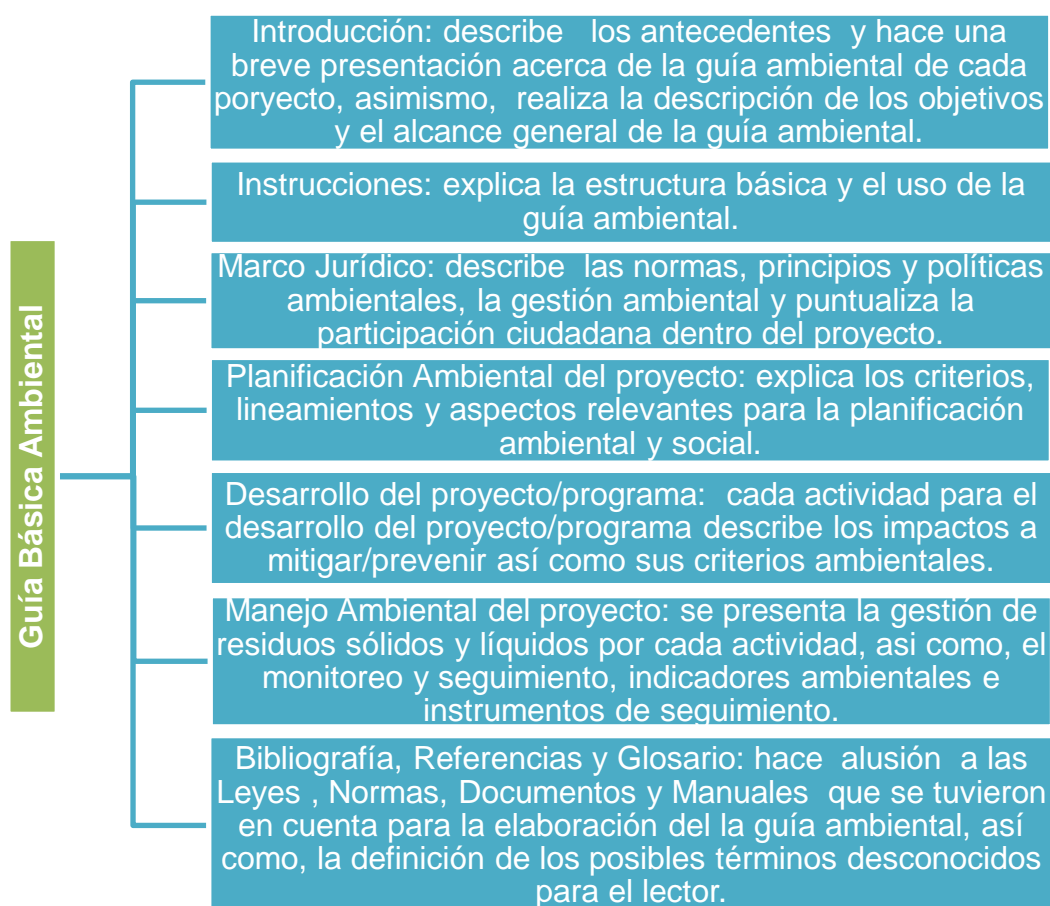 Guía Básica Ambiental
Introducción: describe los antecedentes y hace una
breve presentación acerca de la guía ambiental de cada
poryecto, asimismo, realiza la descripción de los objetivos
y el alcance general de la guía ambiental.
Instrucciones: explica la estructura básica y el uso de la
guía ambiental.
Marco Jurídico: describe las normas, principios y políticas
ambientales, la gestión ambiental y puntualiza la
participación ciudadana dentro del proyecto.
Planificación Ambiental del proyecto: explica los criterios,
lineamientos y aspectos relevantes para la planificación
ambiental y social.
Desarrollo del proyecto/programa: cada actividad para el
desarrollo del proyecto/programa describe los impactos a
mitigar/prevenir así como sus criterios ambientales.
Manejo Ambiental del proyecto: se presenta la gestión de
residuos sólidos y líquidos por cada actividad, asi como, el
monitoreo y seguimiento, indicadores ambientales e
instrumentos de seguimiento.
Bibliografía, Referencias y Glosario: hace alusión a las
Leyes , Normas, Documentos y Manuales que se tuvieron
en cuenta para la elaboración del la guía ambiental, así
como, la definición de los posibles términos desconocidos
para el lector.